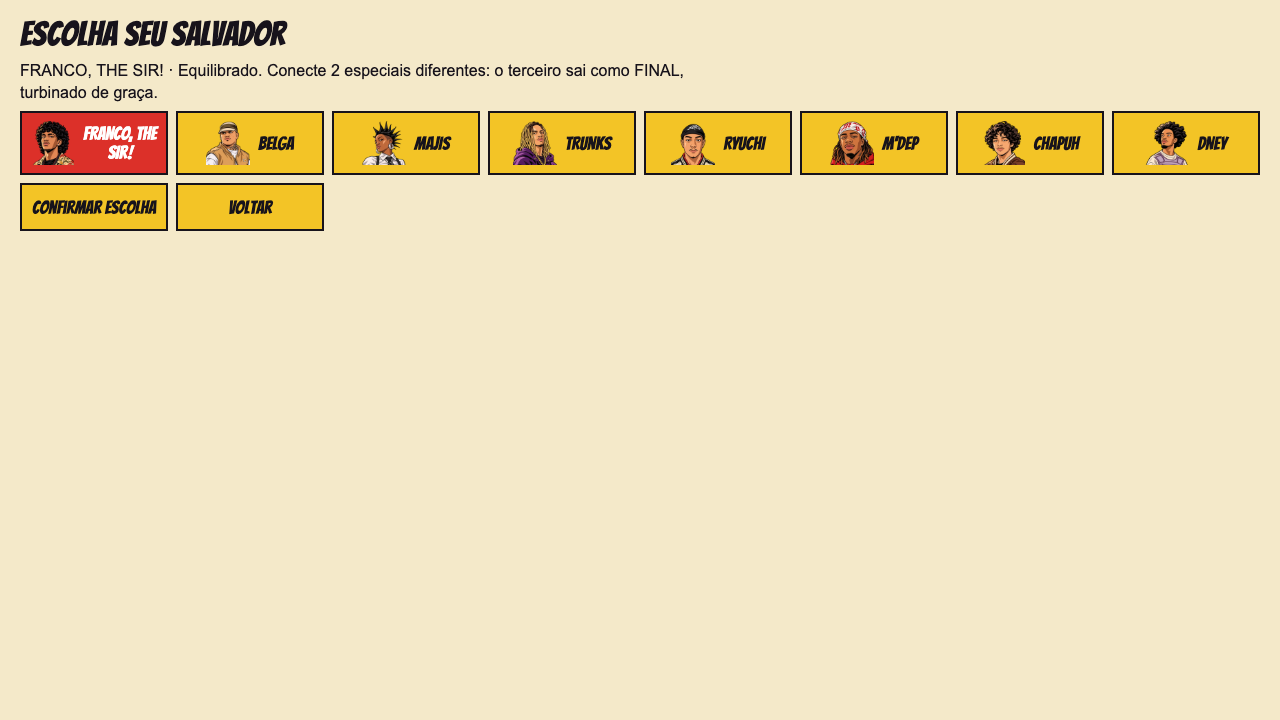 ESCOLHA SEU SALVADOR
FRANCO, THE SIR! · Equilibrado. Conecte 2 especiais diferentes: o terceiro sai como FINAL,
turbinado de graça.
FRANCO, THE
SIR!
BELGA
MAJIS
TRUNKS
RYUCHI
M'DEP
CHAPUH
DNEY
CONFIRMAR ESCOLHA
VOLTAR